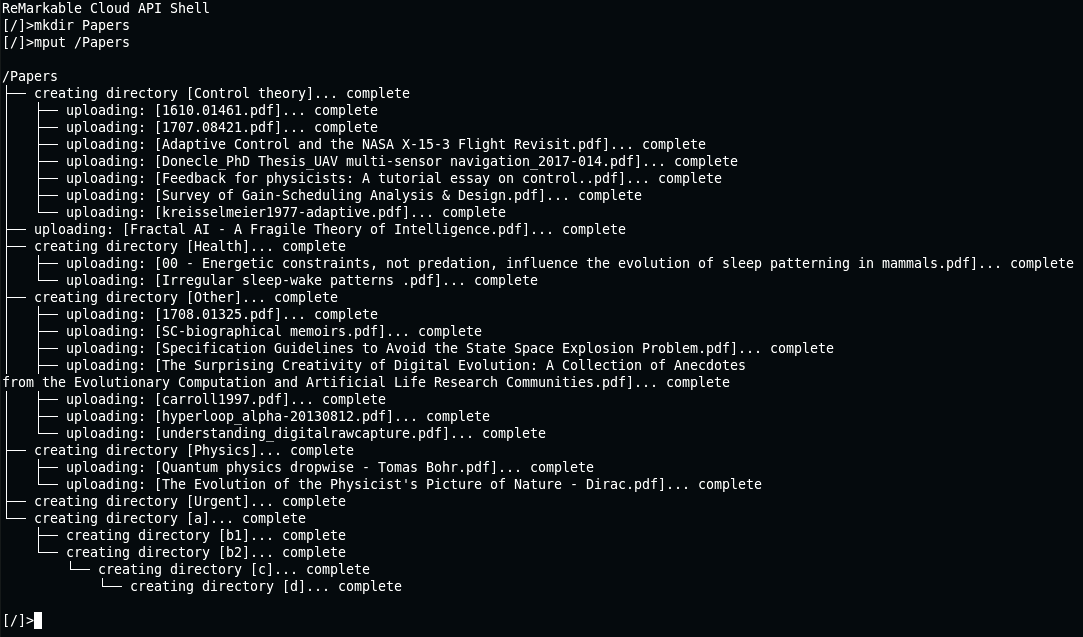 ReMarkable Cloud API Shell
[/]>mkdir Papers
[/]>mput /Papers

/Papers
├── creating directory [Control theory]... complete
│   ├── uploading: [1610.01461.pdf]... complete
│   ├── uploading: [1707.08421.pdf]... complete
│   ├── uploading: [Adaptive Control and the NASA X-15-3 Flight Revisit.pdf]... complete
│   ├── uploading: [Donecle_PhD Thesis_UAV multi-sensor navigation_2017-014.pdf]... complete
│   ├── uploading: [Feedback for physicists: A tutorial essay on control..pdf]... complete
│   ├── uploading: [Survey of Gain-Scheduling Analysis & Design.pdf]... complete
│   └── uploading: [kreisselmeier1977-adaptive.pdf]... complete
├── uploading: [Fractal AI - A Fragile Theory of Intelligence.pdf]... complete
├── creating directory [Health]... complete
│   ├── uploading: [00 - Energetic constraints, not predation, influence the evolution of sleep patterning in mammals.pdf]... complete
│   └── uploading: [Irregular sleep-wake patterns .pdf]... complete
├── creating directory [Other]... complete
│   ├── uploading: [1708.01325.pdf]... complete
│   ├── uploading: [SC-biographical memoirs.pdf]... complete
│   ├── uploading: [Specification Guidelines to Avoid the State Space Explosion Problem.pdf]... complete
│   ├── uploading: [The Surprising Creativity of Digital Evolution: A Collection of Anecdotes
from the Evolutionary Computation and Artificial Life Research Communities.pdf]... complete
│   ├── uploading: [carroll1997.pdf]... complete
│   ├── uploading: [hyperloop_alpha-20130812.pdf]... complete
│   └── uploading: [understanding_digitalrawcapture.pdf]... complete
├── creating directory [Physics]... complete
│   ├── uploading: [Quantum physics dropwise - Tomas Bohr.pdf]... complete
│   └── uploading: [The Evolution of the Physicist's Picture of Nature - Dirac.pdf]... complete
├── creating directory [Urgent]... complete
└── creating directory [a]... complete
    ├── creating directory [b1]... complete
    └── creating directory [b2]... complete
        └── creating directory [c]... complete
            └── creating directory [d]... complete

[/]>